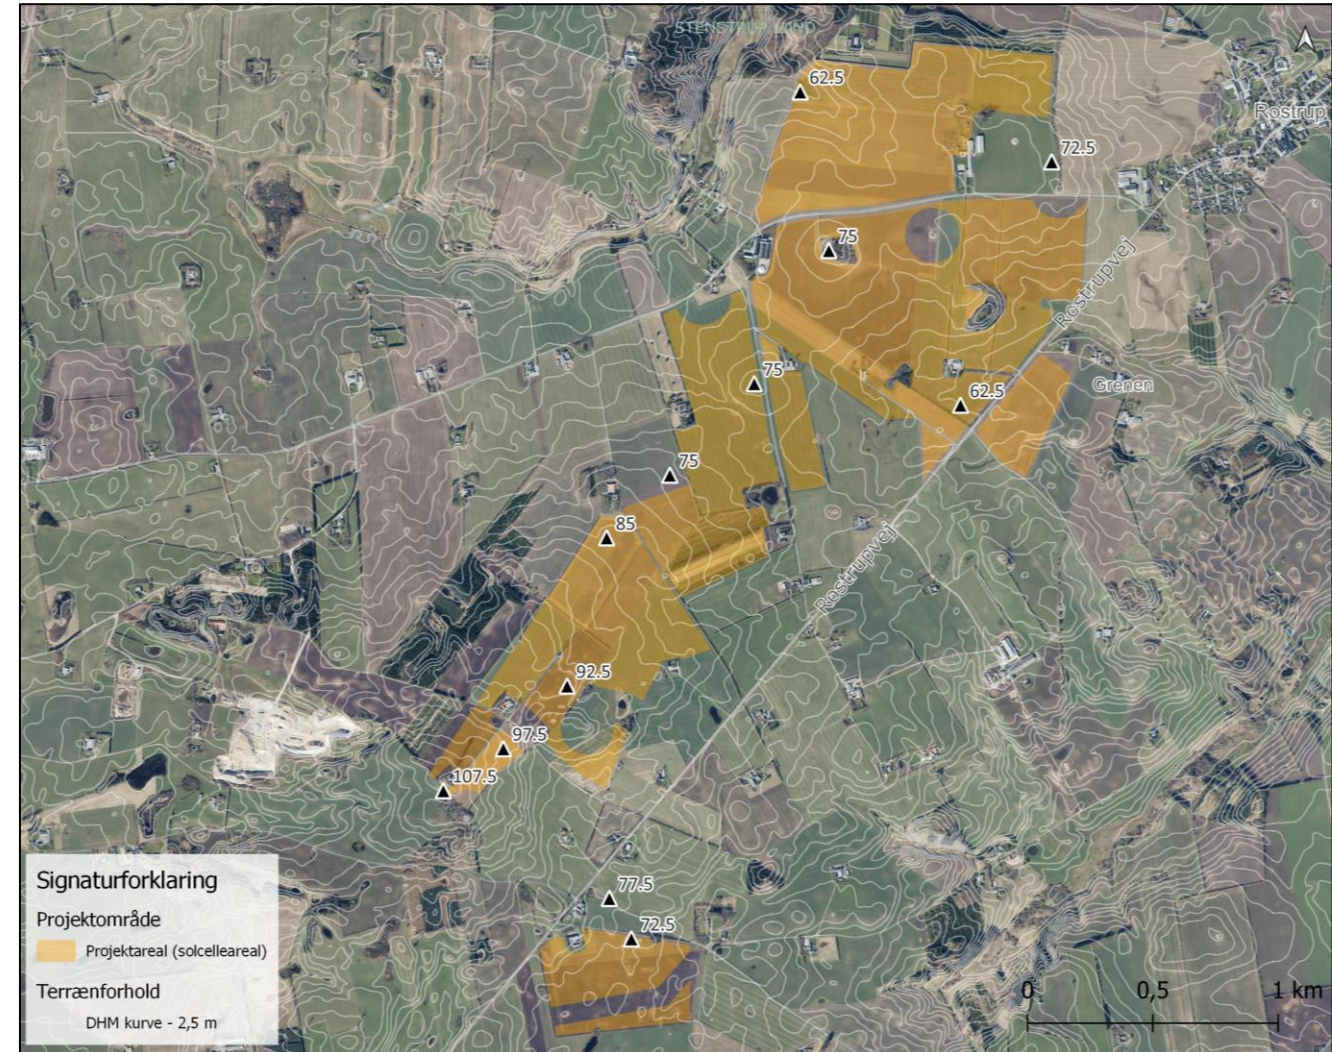 STENSTRUP LUND
62.5
Rostrup
72.5
75
Rostrupvej
75
Grenen
62.5
75
85
Rostrupvej
92.5
97.5
107.5
77.5
72.5
Signaturforklaring
Projektområde
Projektareal (solcelleareal)
Terrænforhold
DHM kurve - 2,5 m
0 0,5 1 km